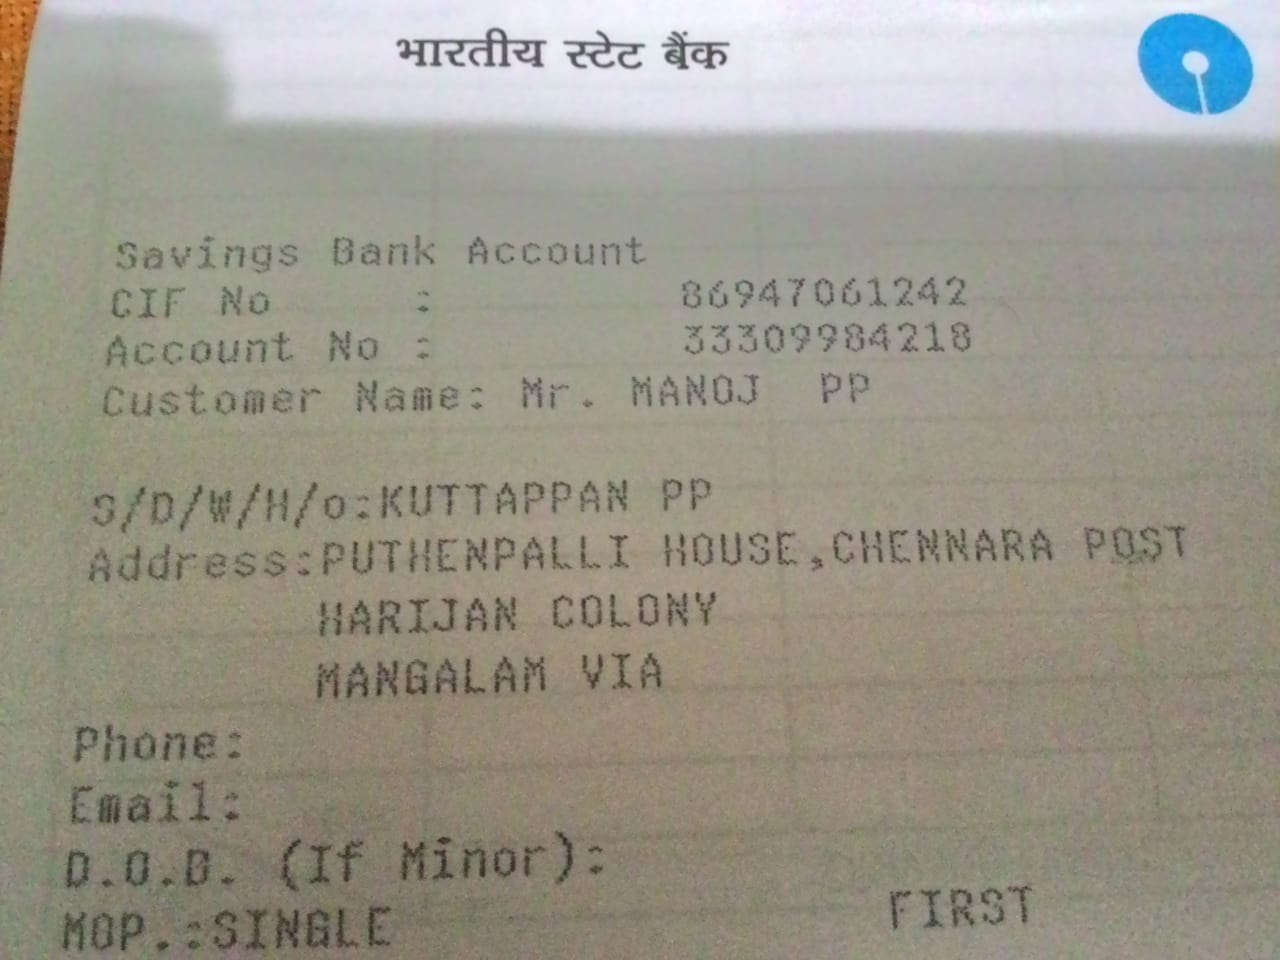 भारतीय स्टेट बैंक
Savings Bank Account
CIF No : 86947061242
Account No : 33309984218
Customer Name: Mr. MANOJ PP
S/D/W/H/o:KUTTAPPAN PP
Address:PUTHENPALLI HOUSE,CHENNARA POST
HARIJAN COLONY
MANGALAM VIA
Phone:
Email:
D.O.B. (If Minor):
MOP.:SINGLE FIRST